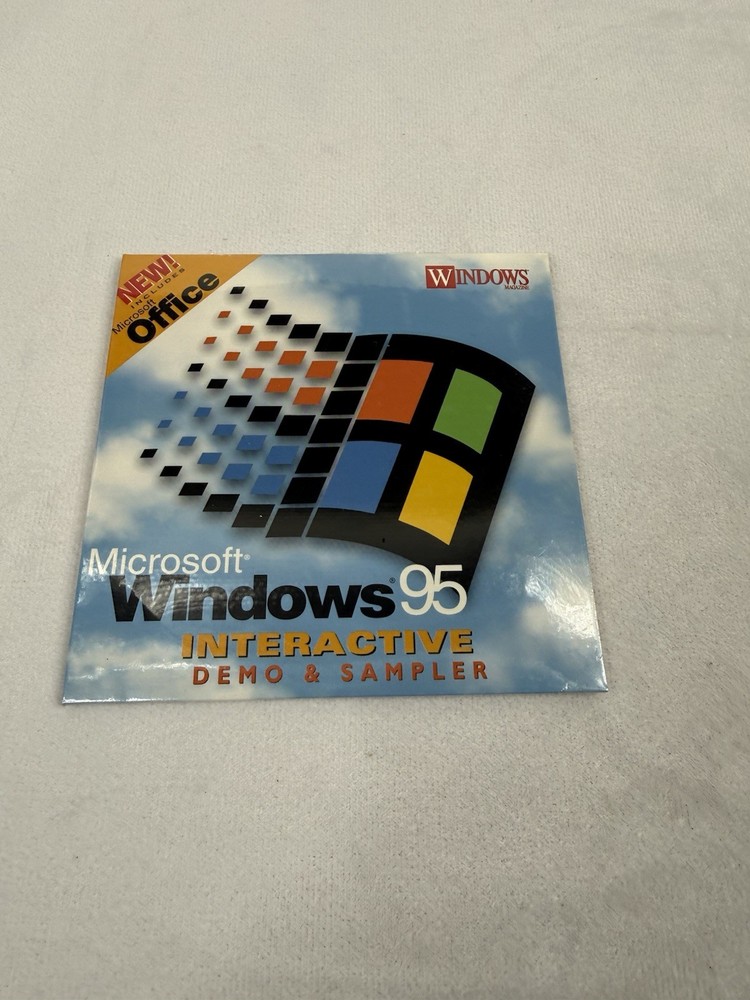 NEW!
INCLUDES
Microsoft
Office
WINDOWS
MAGAZINE
Microsoft®
Windows®95
INTERACTIVE
DEMO & SAMPLER